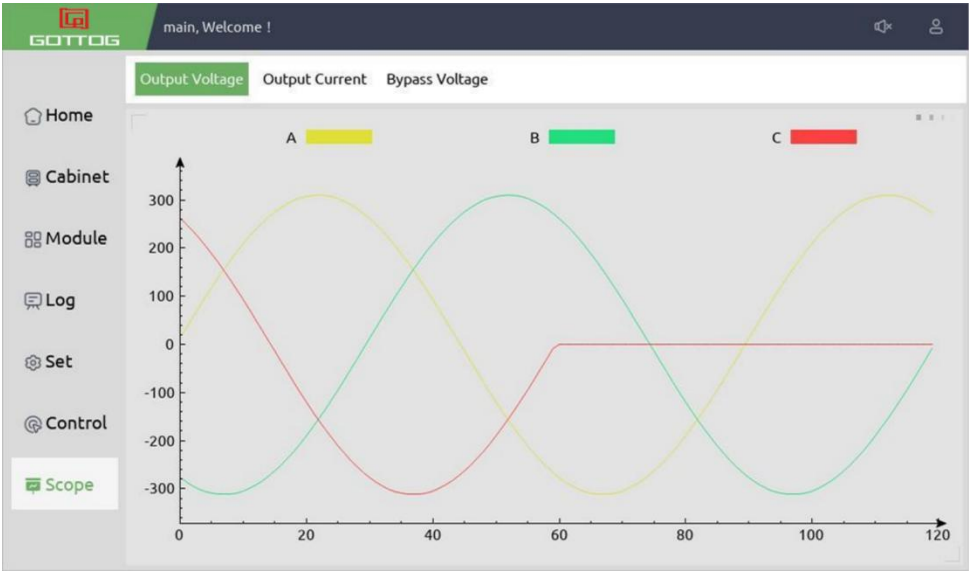 GOTTOG
main, Welcome !
Output Voltage Output Current Bypass Voltage
Home
Cabinet
Module
Log
Set
Control
Scope
A B C
300
200
100
0
-100
-200
-300
0 20 40 60 80 100 120